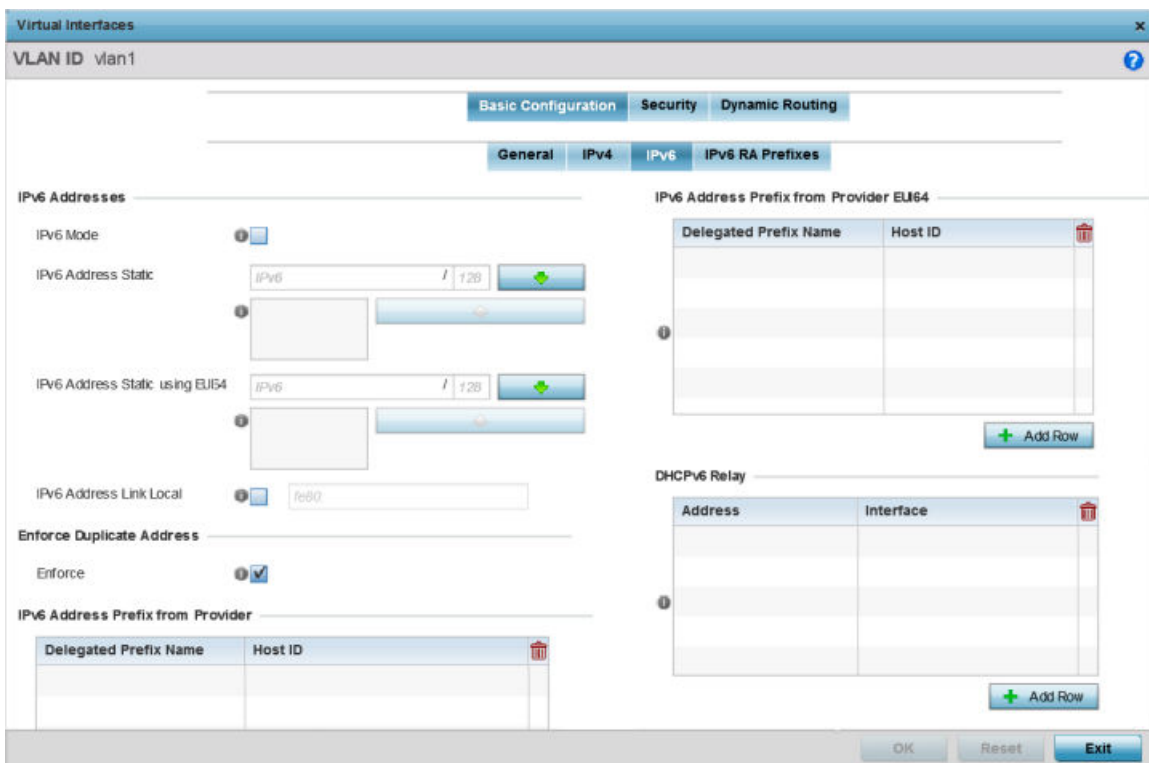 Virtual Interfaces
VLAN ID vlan1
Basic Configuration Security Dynamic Routing
General IPv4 IPv6 IPv6 RA Prefixes
IPv6 Addresses
IPv6 Mode
IPv6 Address Static
IPv6 / 128
IPv6 Address Static using EUI64
IPv6 / 128
IPv6 Address Link Local
fe80:
Enforce Duplicate Address
Enforce
IPv6 Address Prefix from Provider
Delegated Prefix Name Host ID
IPv6 Address Prefix from Provider EUI64
Delegated Prefix Name Host ID
+ Add Row
DHCPv6 Relay
Address Interface
+ Add Row
OK Reset Exit